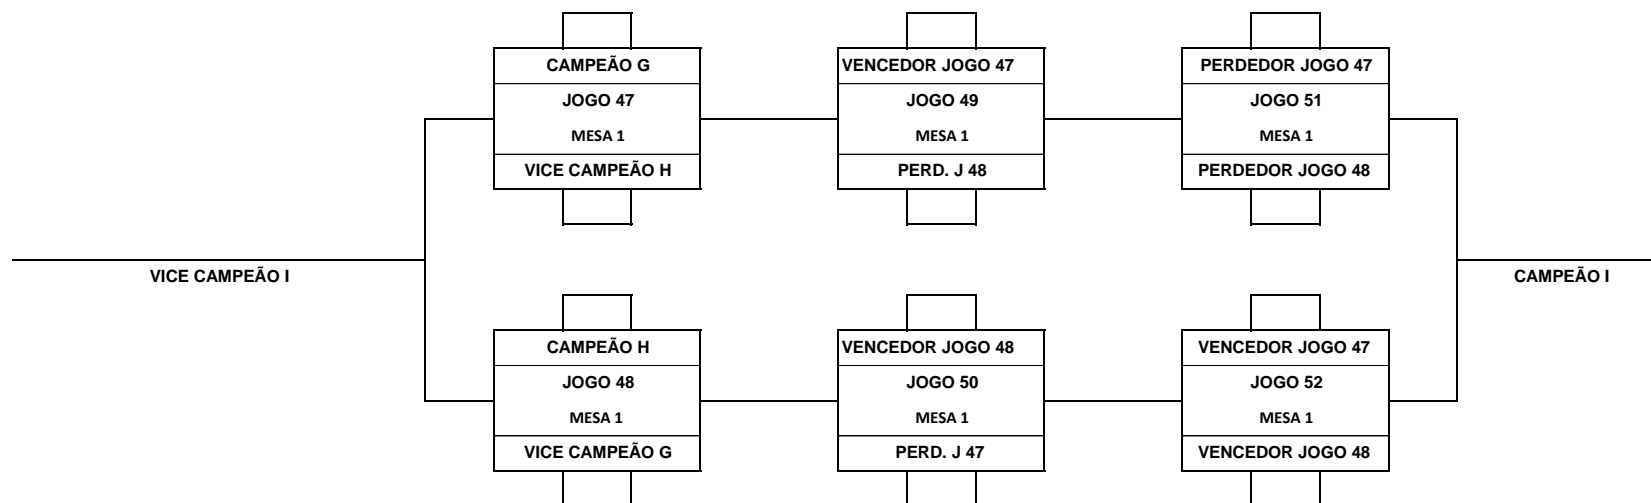 CAMPEÃO G
JOGO 47
MESA 1
VICE CAMPEÃO H
VENCEDOR JOGO 47
JOGO 49
MESA 1
PERD. J 48
PERDEDOR JOGO 47
JOGO 51
MESA 1
PERDEDOR JOGO 48
VICE CAMPEÃO I
CAMPEÃO I
CAMPEÃO H
JOGO 48
MESA 1
VICE CAMPEÃO G
VENCEDOR JOGO 48
JOGO 50
MESA 1
PERD. J 47
VENCEDOR JOGO 47
JOGO 52
MESA 1
VENCEDOR JOGO 48